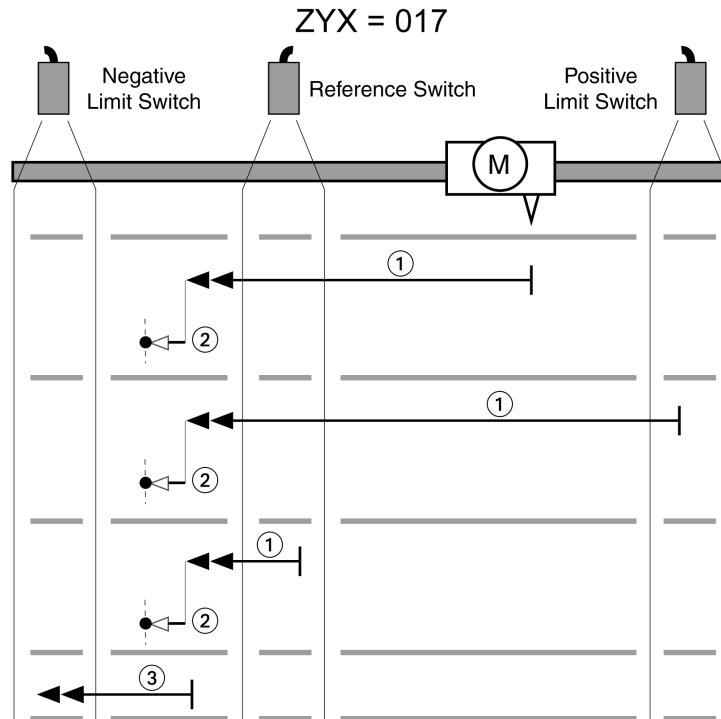 ZYX = 017
Negative
Limit Switch
Reference Switch
Positive
Limit Switch
M
1
2
1
2
1
2
3